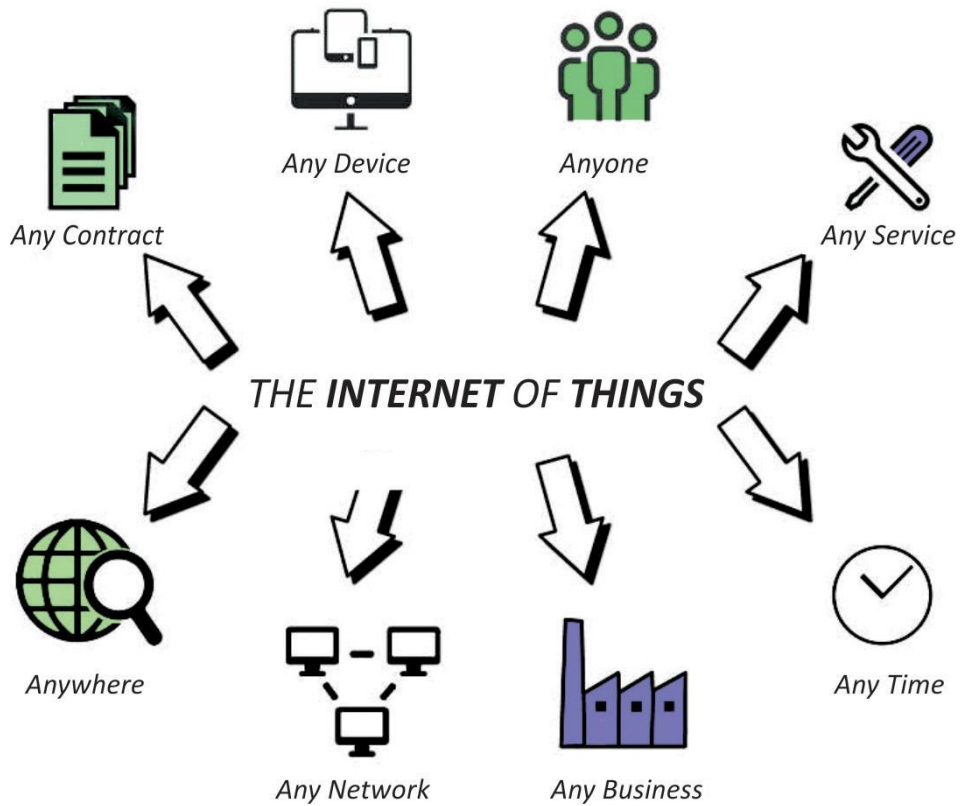 Any Device
Anyone
Any Contract
Any Service
THE INTERNET OF THINGS
Anywhere
Any Time
Any Network
Any Business